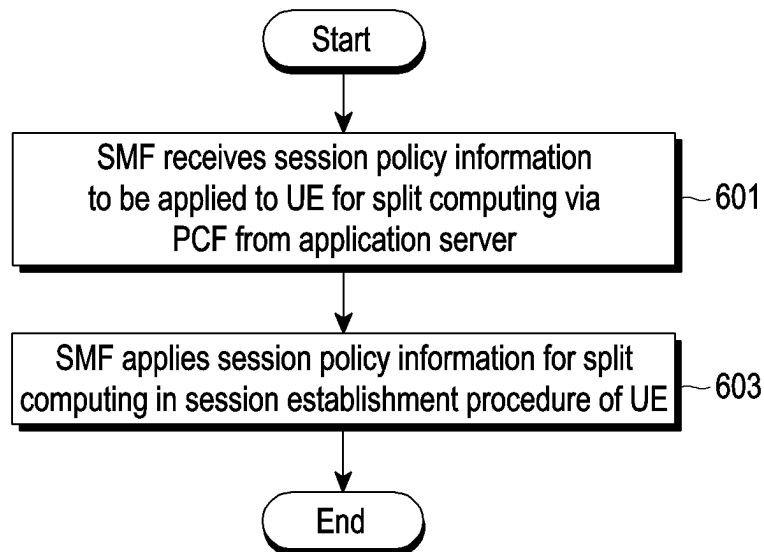 Start
SMF receives session policy information
to be applied to UE for split computing via
PCF from application server
601
SMF applies session policy information for split
computing in session establishment procedure of UE
603
End